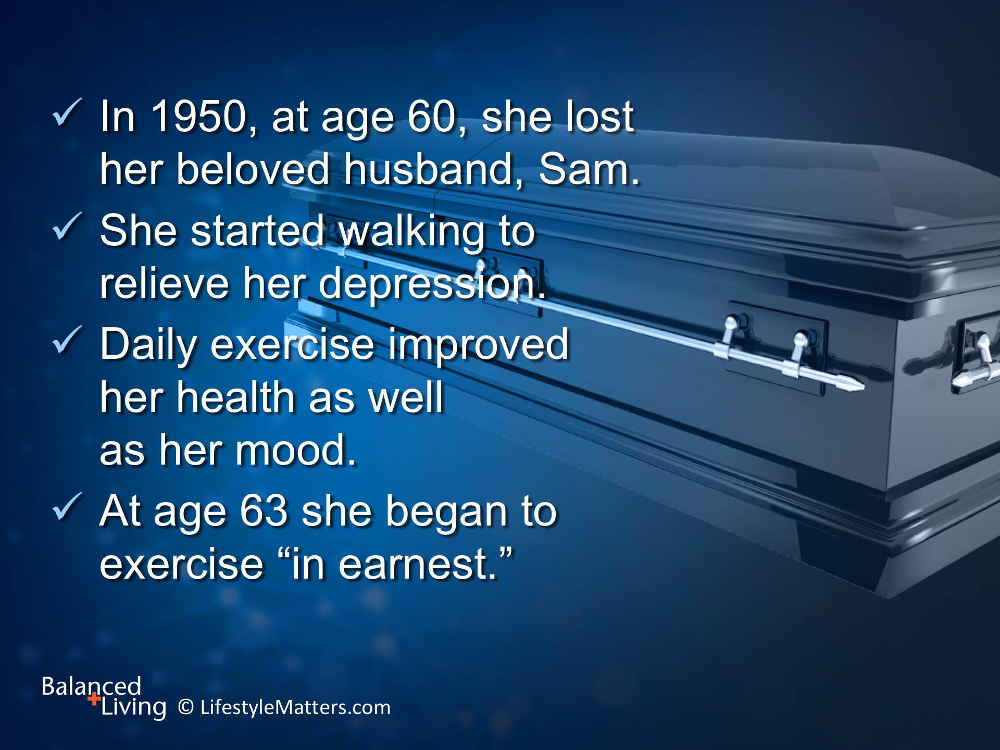 ✓ In 1950, at age 60, she lost
her beloved husband, Sam.
✓ She started walking to
relieve her depression.
✓ Daily exercise improved
her health as well
as her mood.
✓ At age 63 she began to
exercise “in earnest.”
Balanced
+Living © LifestyleMatters.com